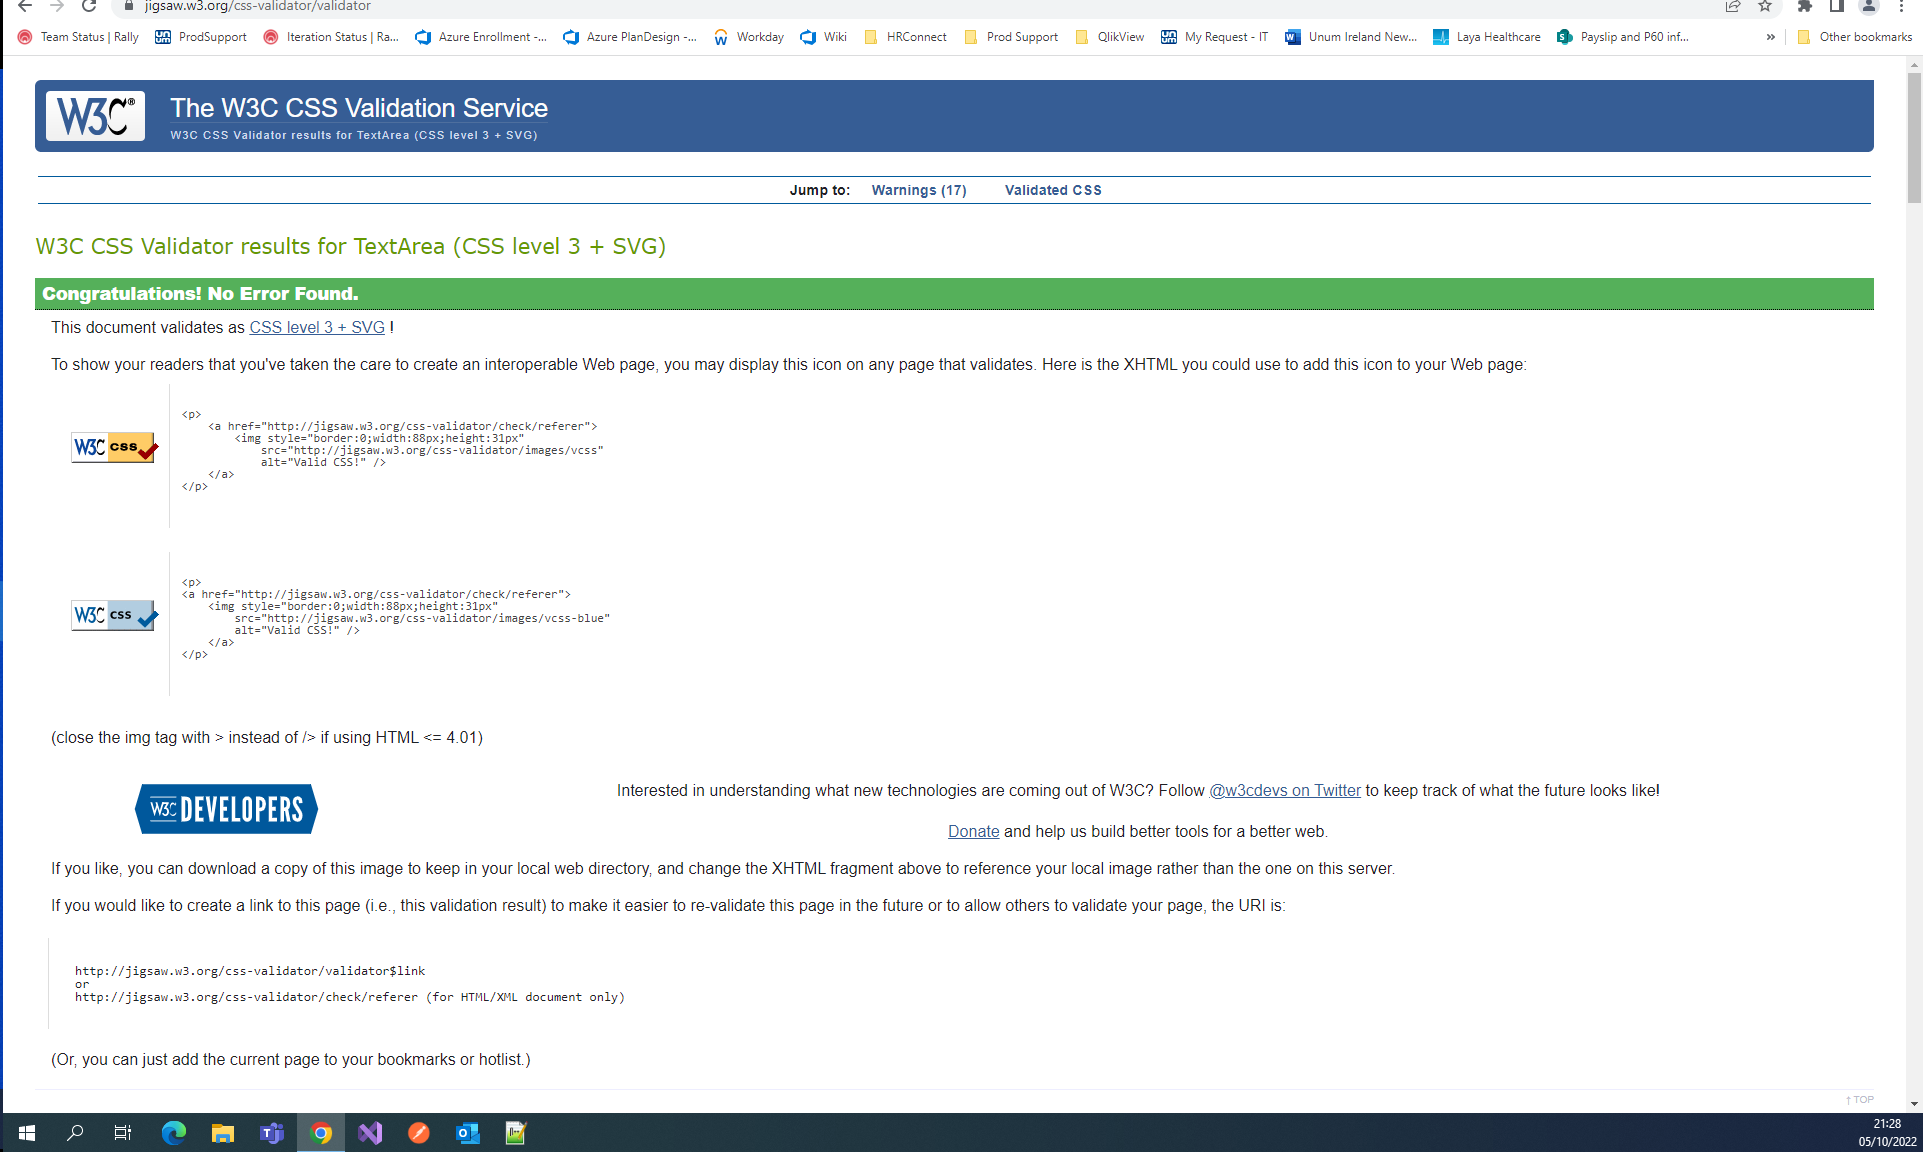 jigsaw.w3.org/css-validator/validator
Team Status | Rally ProdSupport Iteration Status | Ra... Azure Enrollment -... Azure PlanDesign -... Workday Wiki HRConnect Prod Support QlikView My Request - IT Unum Ireland New... Laya Healthcare Payslip and P60 inf... » Other bookmarks
W3C® The W3C CSS Validation Service
W3C CSS Validator results for TextArea (CSS level 3 + SVG)
Jump to: Warnings (17) Validated CSS
W3C CSS Validator results for TextArea (CSS level 3 + SVG)
Congratulations! No Error Found.
This document validates as CSS level 3 + SVG !
To show your readers that you've taken the care to create an interoperable Web page, you may display this icon on any page that validates. Here is the XHTML you could use to add this icon to your Web page:
W3C css
<p>
<a href="http://jigsaw.w3.org/css-validator/check/referer">
<img style="border:0;width:88px;height:31px"
src="http://jigsaw.w3.org/css-validator/images/vcss"
alt="Valid CSS!" />
</a>
</p>
W3C css
<p>
<a href="http://jigsaw.w3.org/css-validator/check/referer">
<img style="border:0;width:88px;height:31px"
src="http://jigsaw.w3.org/css-validator/images/vcss-blue"
alt="Valid CSS!" />
</a>
</p>
(close the img tag with > instead of /> if using HTML <= 4.01)
W3C DEVELOPERS
Interested in understanding what new technologies are coming out of W3C? Follow @w3cdevs on Twitter to keep track of what the future looks like!
Donate and help us build better tools for a better web.
If you like, you can download a copy of this image to keep in your local web directory, and change the XHTML fragment above to reference your local image rather than the one on this server.
If you would like to create a link to this page (i.e., this validation result) to make it easier to re-validate this page in the future or to allow others to validate your page, the URI is:
http://jigsaw.w3.org/css-validator/validator$link
or
http://jigsaw.w3.org/css-validator/check/referer (for HTML/XML document only)
(Or, you can just add the current page to your bookmarks or hotlist.)
↑ TOP
21:28
05/10/2022